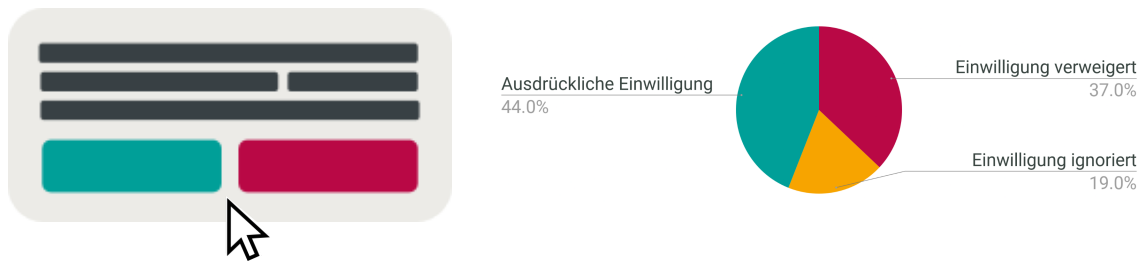 Ausdrückliche Einwilligung
44.0%
Einwilligung verweigert
37.0%
Einwilligung ignoriert
19.0%